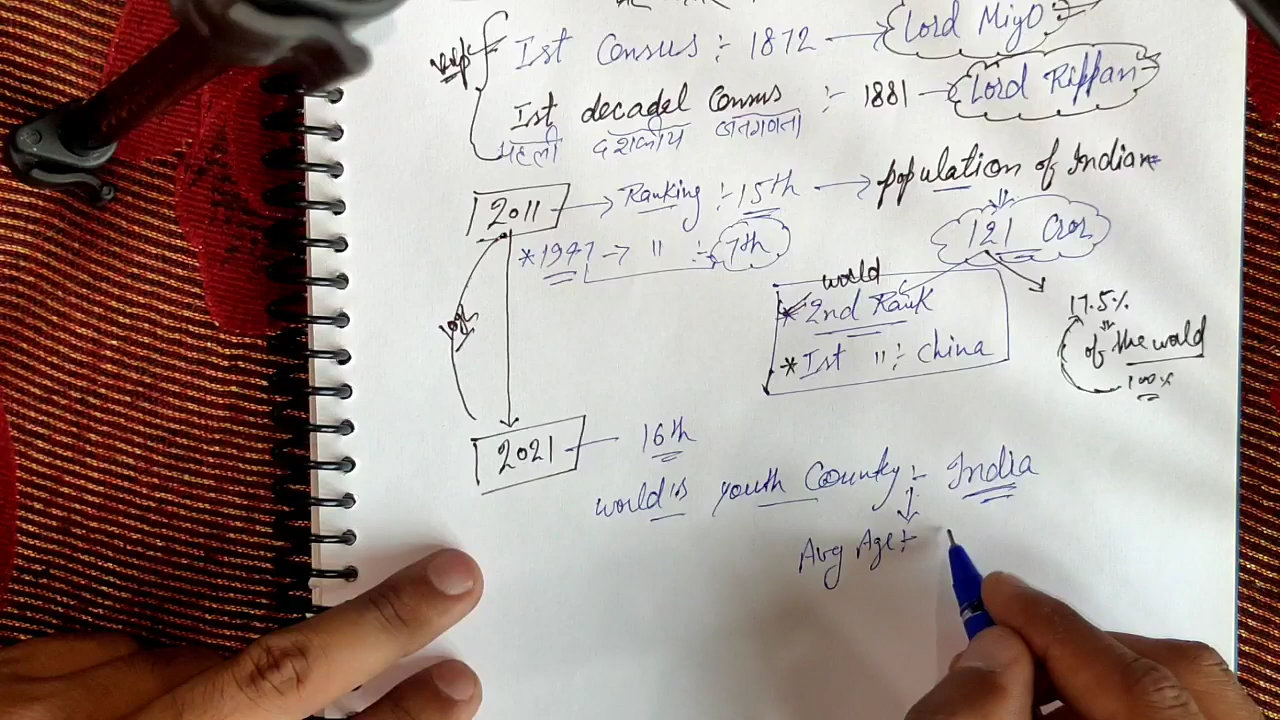 Ist Census :- 1872 → Lord Miyo
Ist decadel Census :- 1881 → Lord Riffan
पहली दशकीय जनगणना
2011 → Ranking :- 15th → population of Indian
*1947 → " :- 7th
121 Cror
world
* 2nd Rank
* Ist " :- China
17.5%
of the world
100%
2021 — 16th
world's youth Country :- India
Avg Age :-